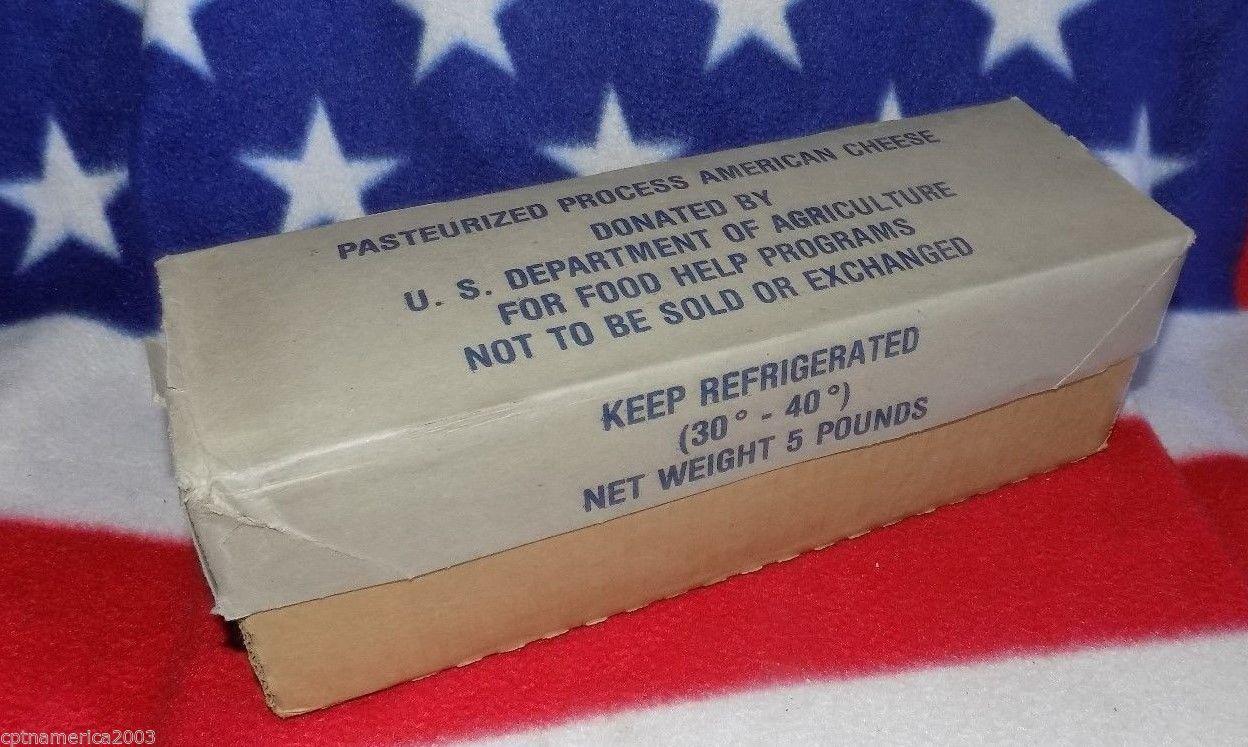 PASTEURIZED PROCESS AMERICAN CHEESE
DONATED BY
U. S. DEPARTMENT OF AGRICULTURE
FOR FOOD HELP PROGRAMS
NOT TO BE SOLD OR EXCHANGED
KEEP REFRIGERATED
(30° - 40°)
NET WEIGHT 5 POUNDS
cptnamerica2003